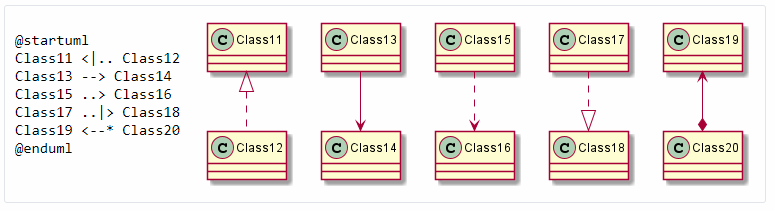 @startuml
Class11 <|.. Class12
Class13 --> Class14
Class15 ..> Class16
Class17 ..|> Class18
Class19 <--* Class20
@enduml
C Class11
C Class13
C Class15
C Class17
C Class19
C Class12
C Class14
C Class16
C Class18
C Class20